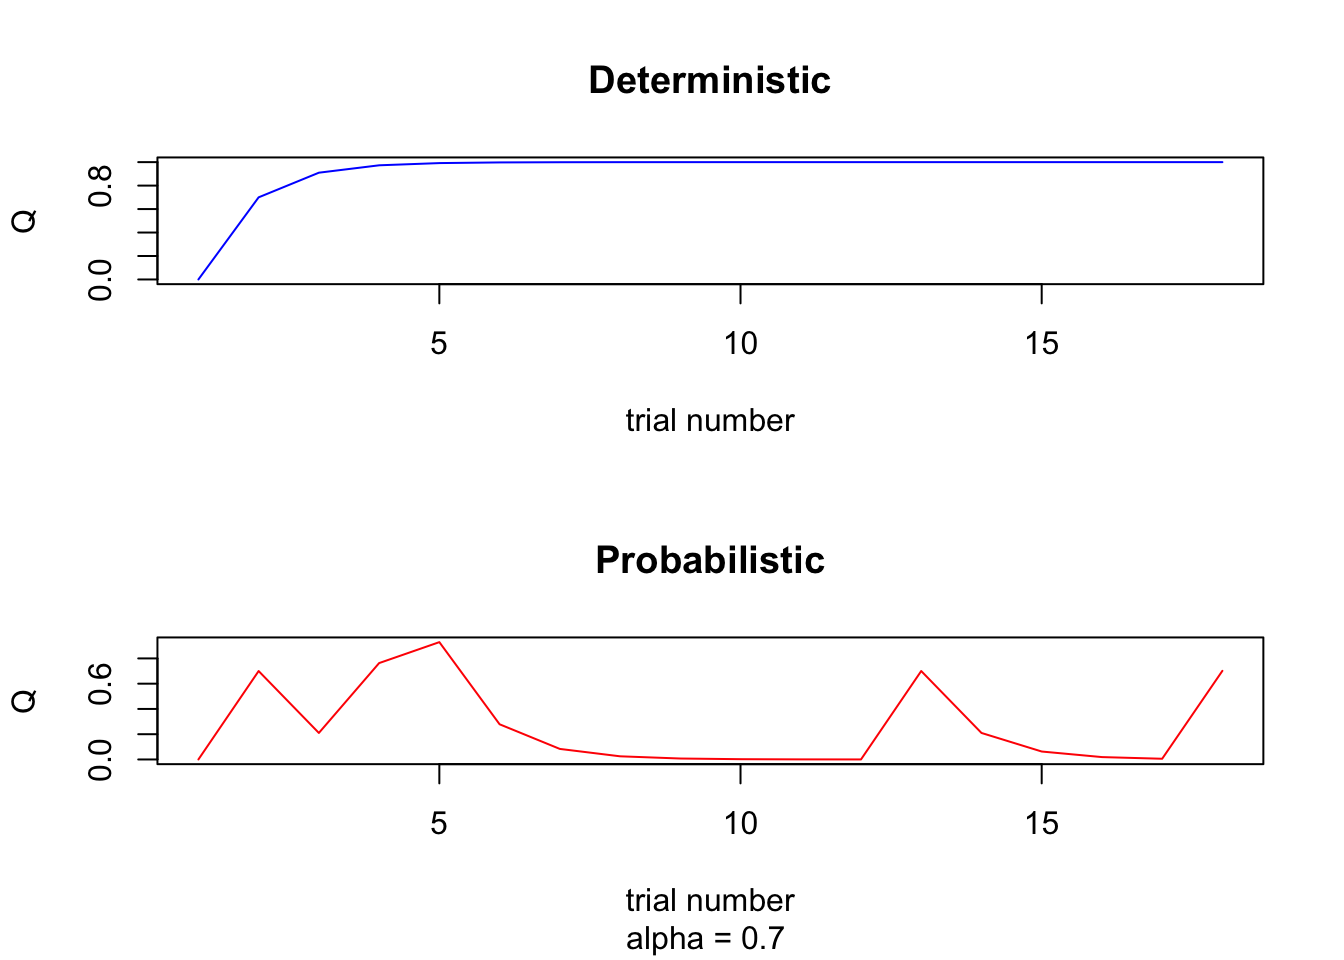 Deterministic
Q
0.8
0.0
5 10 15
trial number
Probabilistic
Q
0.6
0.0
5 10 15
trial number
alpha = 0.7